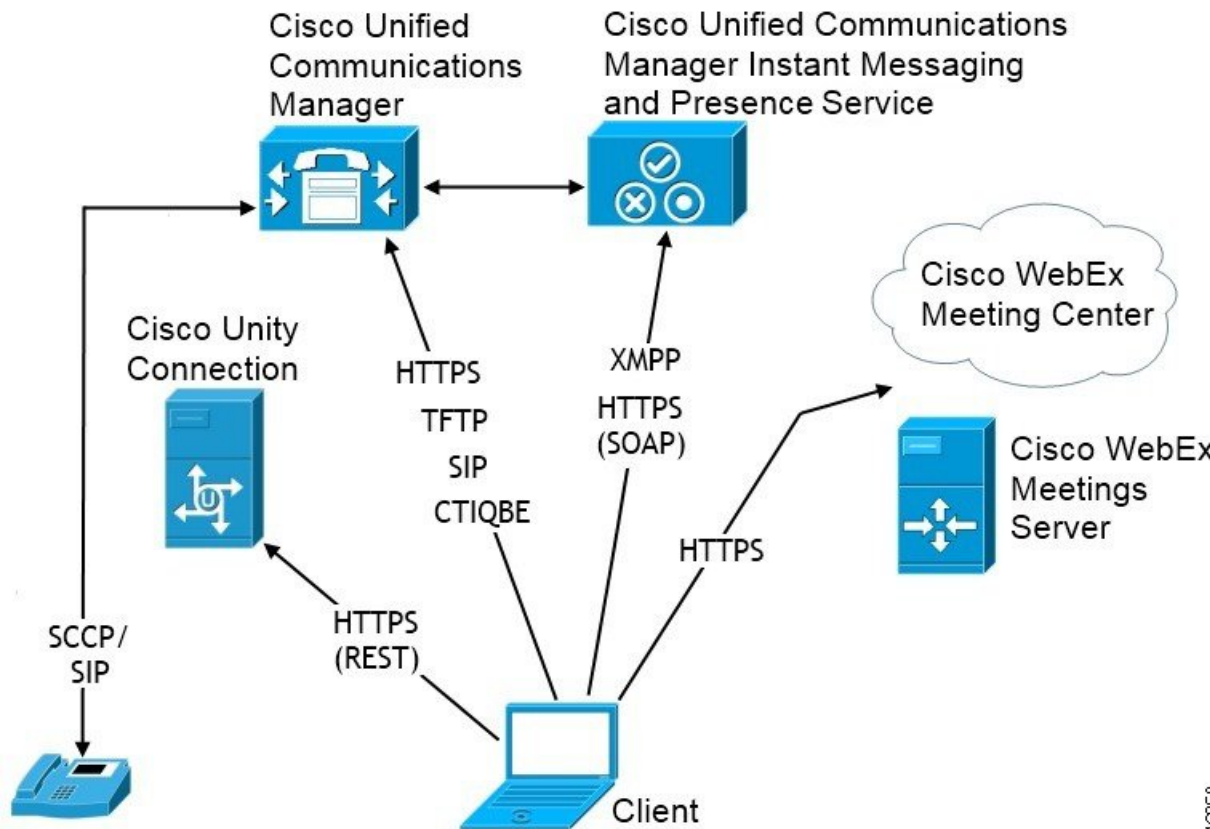 Cisco Unified
Communications
Manager
Cisco Unified Communications
Manager Instant Messaging
and Presence Service
Cisco WebEx
Meeting Center
Cisco Unity
Connection
HTTPS
TFTP
SIP
CTIQBE
XMPP
HTTPS
(SOAP)
Cisco WebEx
Meetings
Server
HTTPS
U
HTTPS
(REST)
SCCP/
SIP
Client